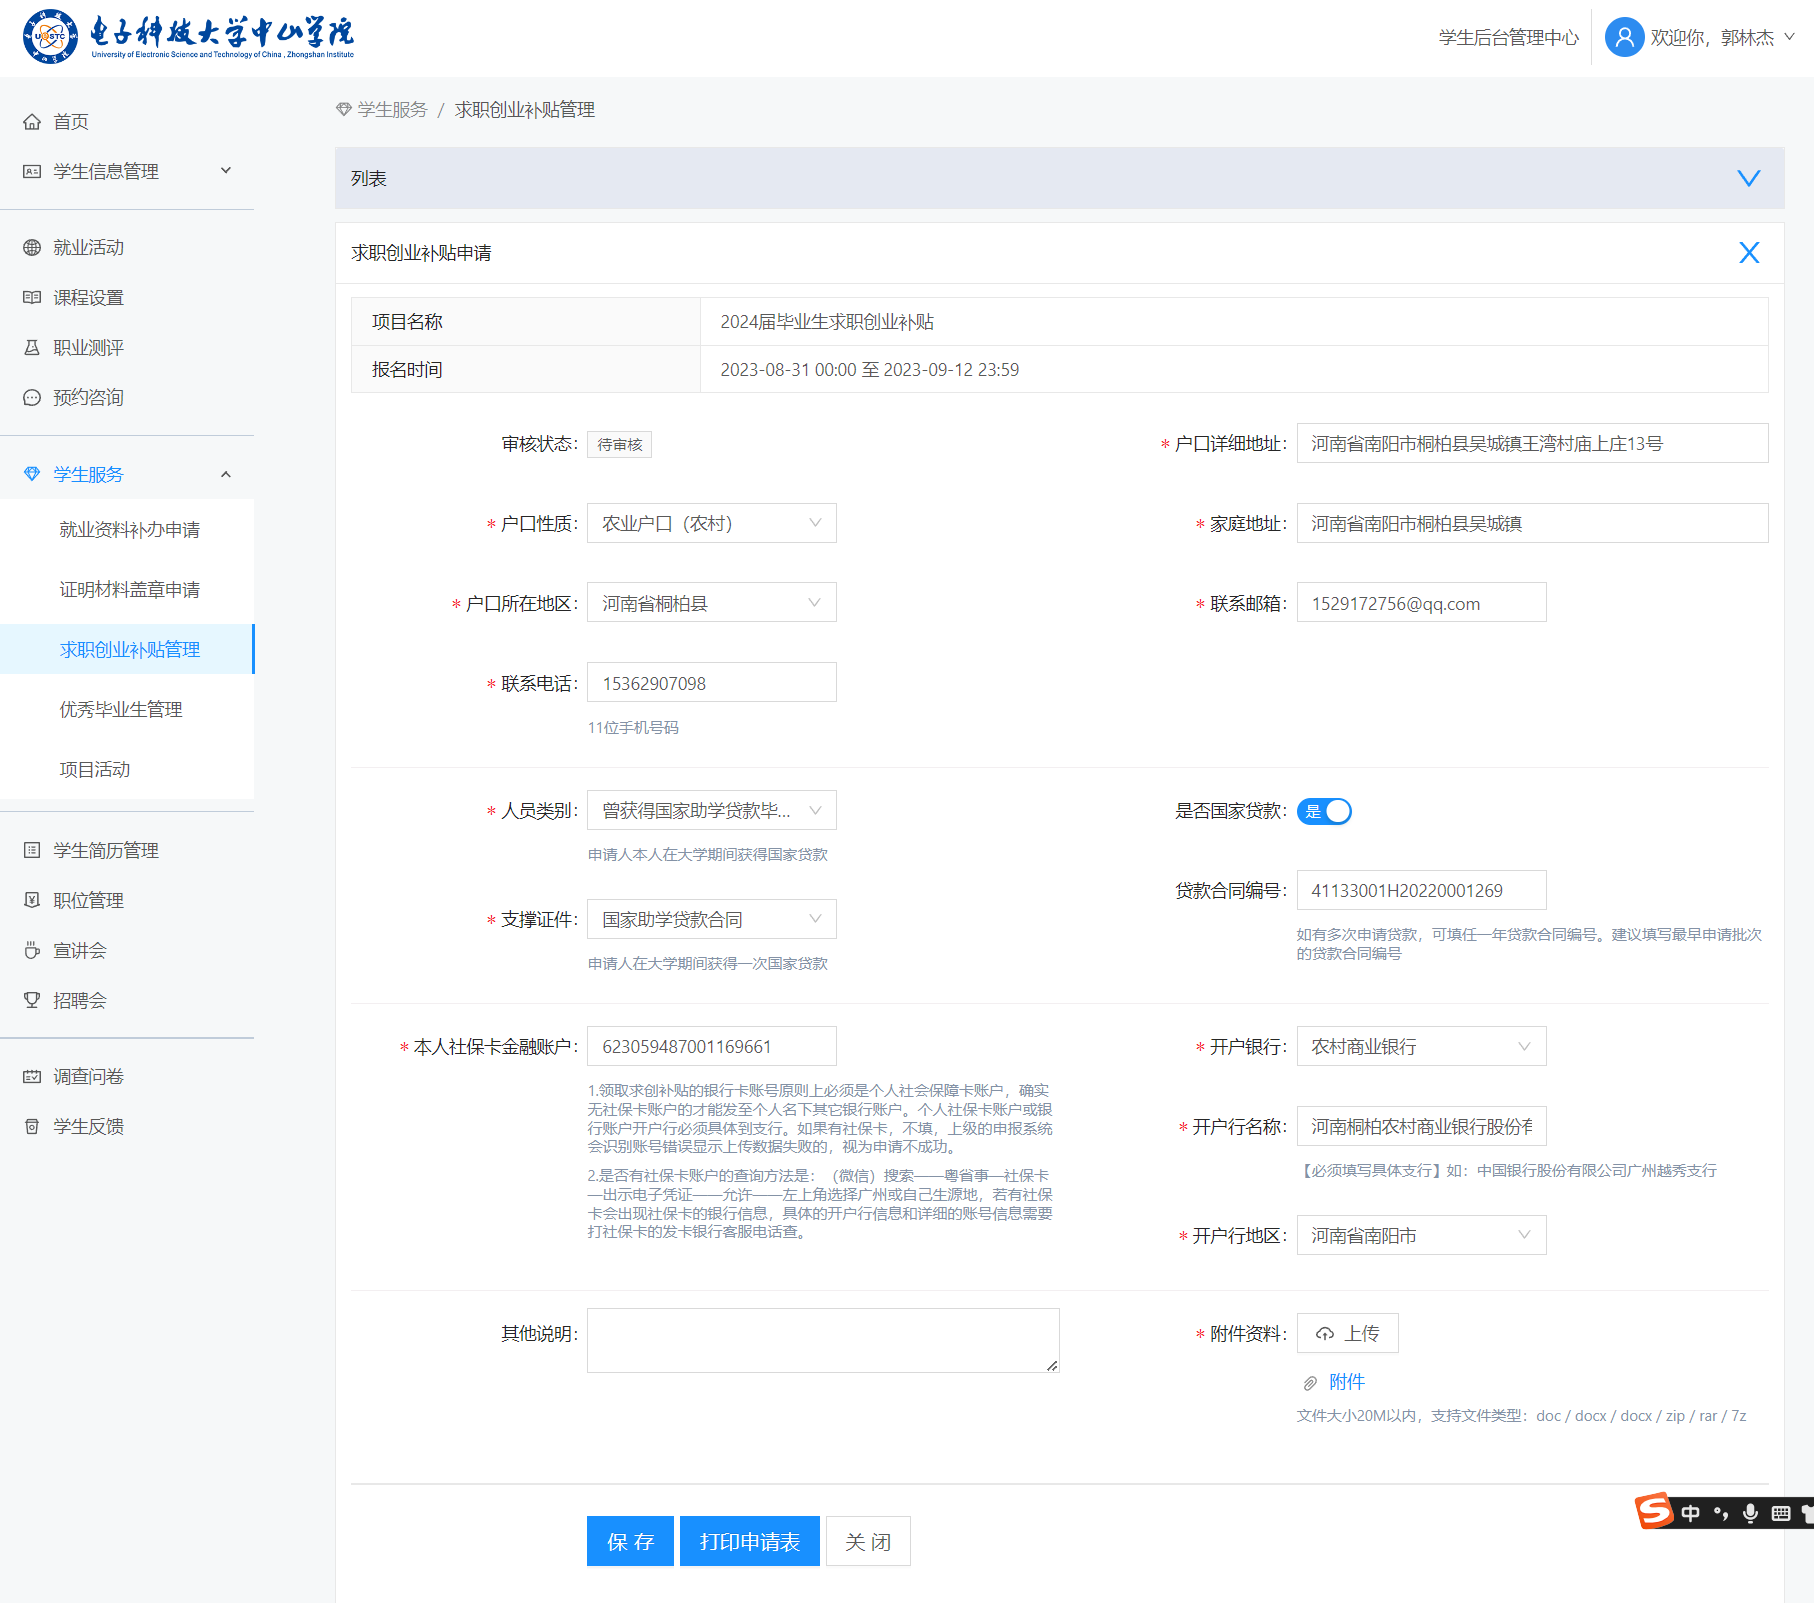 电子科技大学中山学院
University of Electronic Science and Technology of China , Zhongshan Institute
UESTC
学生后台管理中心
欢迎你，郭林杰
首页
学生信息管理
就业活动
课程设置
职业测评
预约咨询
学生服务
就业资料补办申请
证明材料盖章申请
求职创业补贴管理
优秀毕业生管理
项目活动
学生简历管理
职位管理
宣讲会
招聘会
调查问卷
学生反馈
学生服务 / 求职创业补贴管理
列表
求职创业补贴申请
项目名称 2024届毕业生求职创业补贴
报名时间 2023-08-31 00:00 至 2023-09-12 23:59
审核状态: 待审核
* 户口详细地址: 河南省南阳市桐柏县吴城镇王湾村庙上庄13号
* 户口性质: 农业户口（农村）
* 家庭地址: 河南省南阳市桐柏县吴城镇
* 户口所在地区: 河南省桐柏县
* 联系邮箱: 1529172756@qq.com
* 联系电话: 15362907098
11位手机号码
* 人员类别: 曾获得国家助学贷款毕...
申请人本人在大学期间获得国家贷款
是否国家贷款: 是
* 支撑证件: 国家助学贷款合同
申请人在大学期间获得一次国家贷款
贷款合同编号: 41133001H20220001269
如有多次申请贷款，可填任一年贷款合同编号。建议填写最早申请批次
的贷款合同编号
* 本人社保卡金融账户: 623059487001169661
1.领取求创补贴的银行卡账号原则上必须是个人社会保障卡账户，确实
无社保卡账户的才能发至个人名下其它银行账户。个人社保卡账户或银
行账户开户行必须具体到支行。如果有社保卡，不填，上级的申报系统
会识别账号错误显示上传数据失败的，视为申请不成功。
2.是否有社保卡账户的查询方法是：（微信）搜索——粤省事—社保卡
—出示电子凭证——允许——左上角选择广州或自己生源地，若有社保
卡会出现社保卡的银行信息，具体的开户行信息和详细的账号信息需要
打社保卡的发卡银行客服电话查。
* 开户银行: 农村商业银行
* 开户行名称: 河南桐柏农村商业银行股份有
【必须填写具体支行】如：中国银行股份有限公司广州越秀支行
* 开户行地区: 河南省南阳市
其他说明:
* 附件资料: 上传
附件
文件大小20M以内，支持文件类型：doc / docx / docx / zip / rar / 7z
保 存
打印申请表
关 闭
S 中